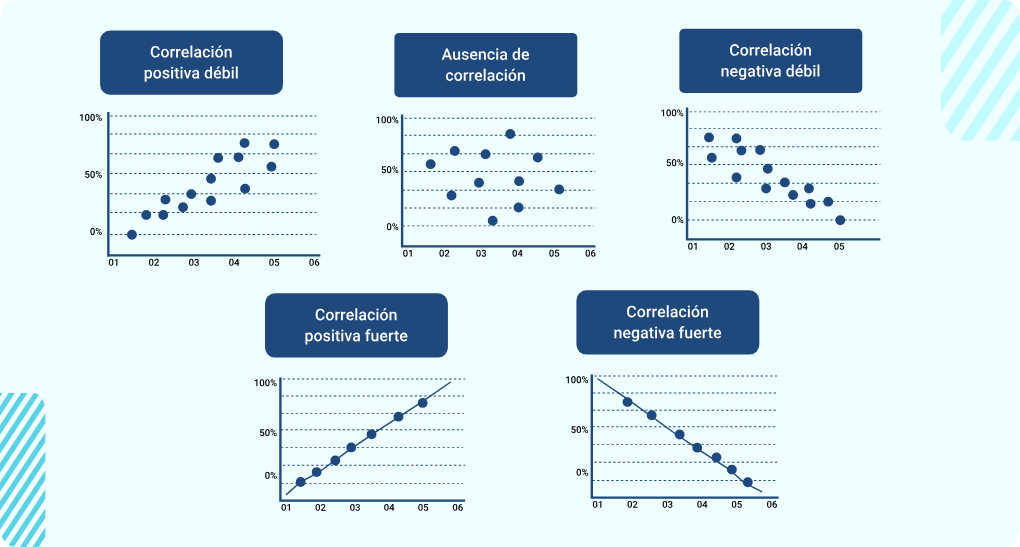 Correlación
positiva débil
100%
50%
0%
01 02 03 04 05 06
Ausencia de
correlación
100%
50%
0%
01 02 03 04 05 06
Correlación
negativa débil
100%
50%
0%
01 02 03 04 05
Correlación
positiva fuerte
100%
50%
0%
01 02 03 04 05 06
Correlación
negativa fuerte
100%
50%
0%
01 02 03 04 05 06